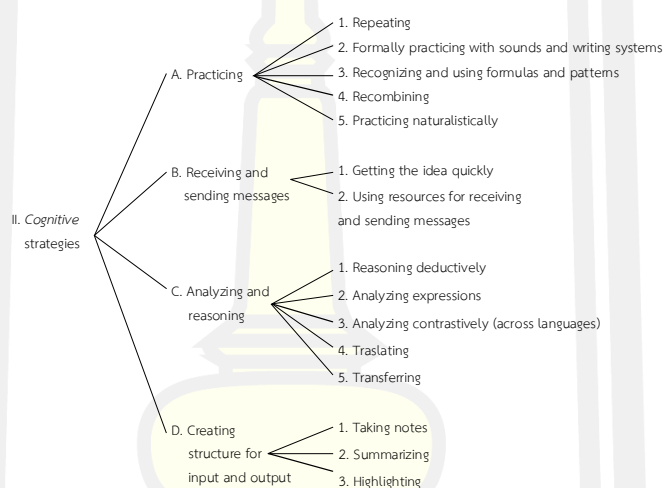 II. Cognitive
strategies
A. Practicing
1. Repeating
2. Formally practicing with sounds and writing systems
3. Recognizing and using formulas and patterns
4. Recombining
5. Practicing naturalistically
B. Receiving and
sending messages
1. Getting the idea quickly
2. Using resources for receiving
and sending messages
C. Analyzing and
reasoning
1. Reasoning deductively
2. Analyzing expressions
3. Analyzing contrastively (across languages)
4. Traslating
5. Transferring
D. Creating
structure for
input and output
1. Taking notes
2. Summarizing
3. Highlighting